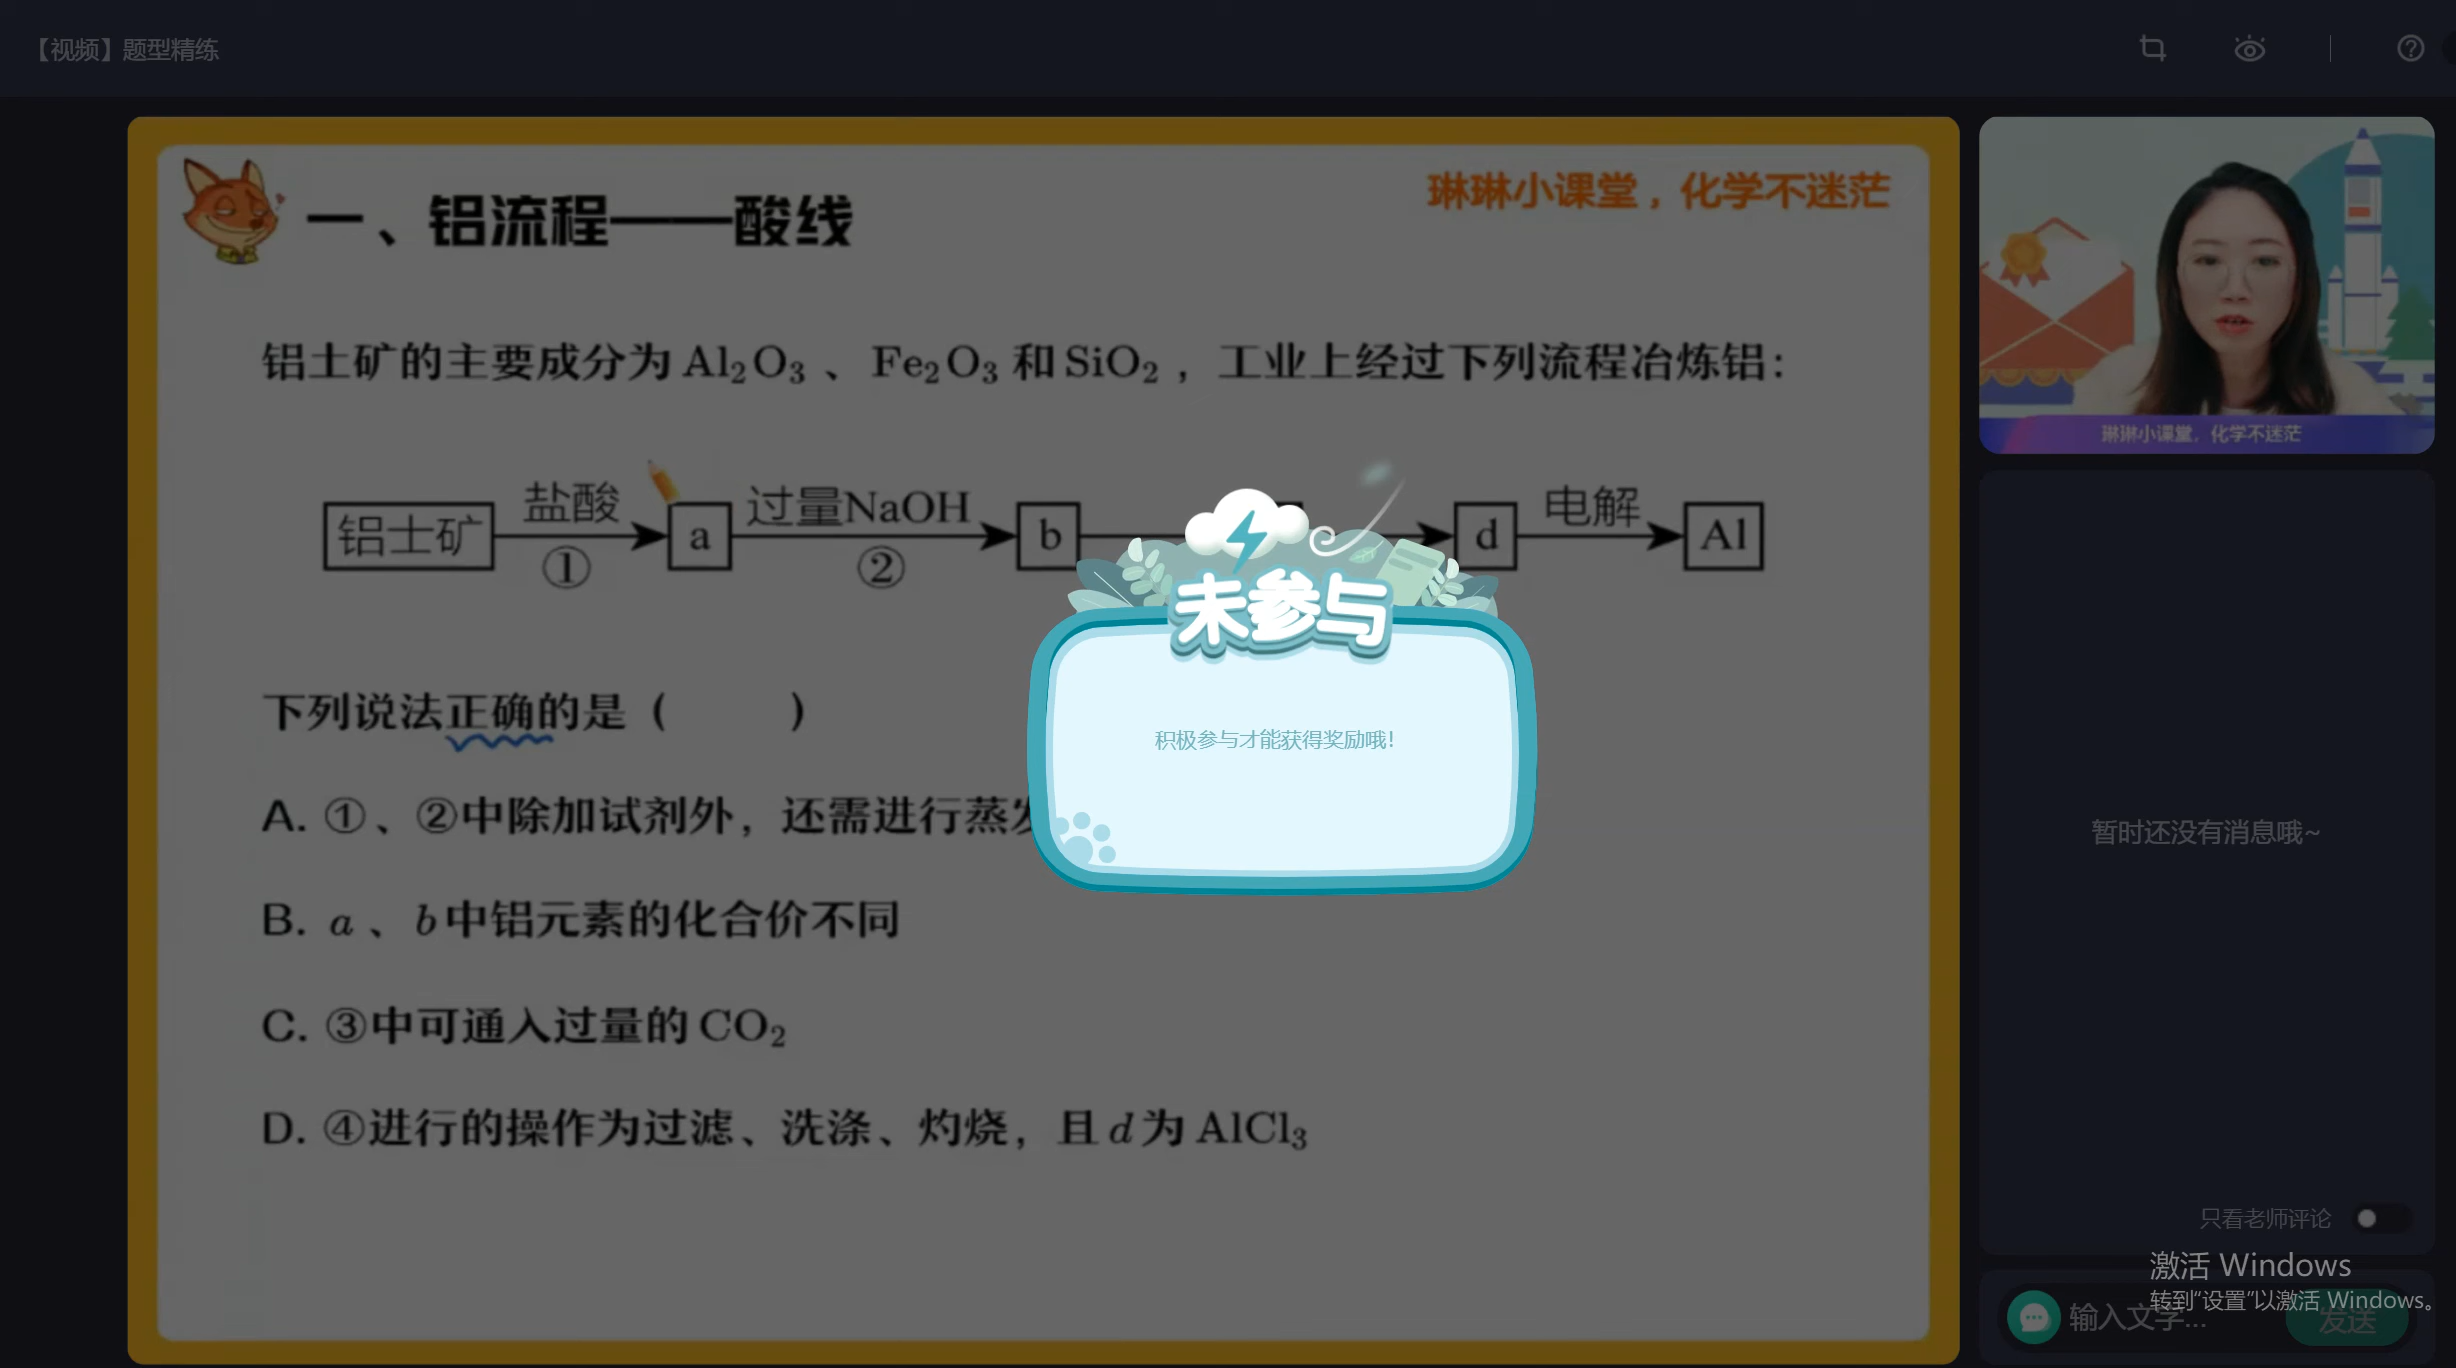 【视频】题型精练
一、铝流程——酸线
琳琳小课堂，化学不迷茫
铝土矿的主要成分为Al₂O₃、Fe₂O₃和SiO₂，工业上经过下列流程冶炼铝：
铝土矿 盐酸 ① a 过量NaOH ② b d 电解 Al
下列说法正确的是（ ）
A. ①、②中除加试剂外，还需进行蒸发
B. a、b中铝元素的化合价不同
C. ③中可通入过量的CO₂
D. ④进行的操作为过滤、洗涤、灼烧，且d为AlCl₃
未参与
积极参与才能获得奖励哦!
琳琳小课堂，化学不迷茫
暂时还没有消息哦~
只看老师评论
激活 Windows
转到"设置"以激活 Windows。
输入文字...
发送